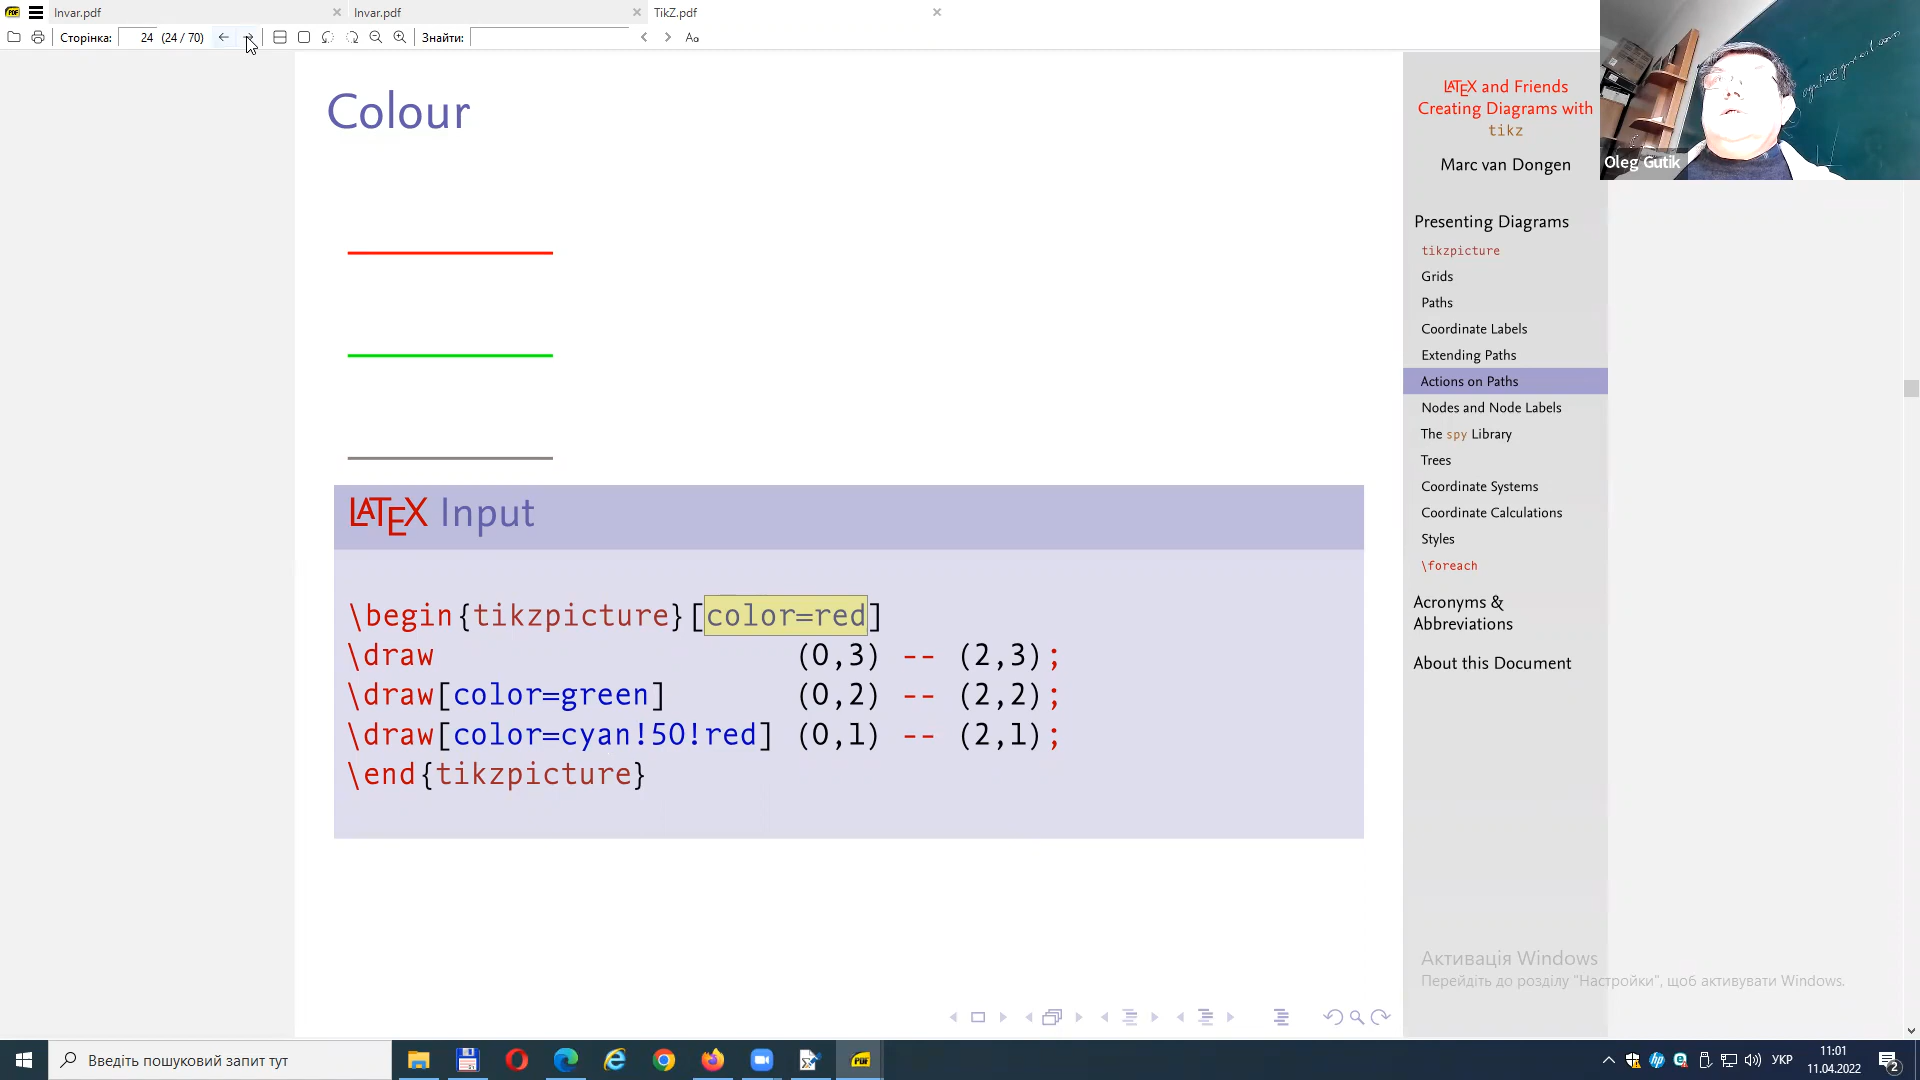 Invar.pdf
Invar.pdf
TikZ.pdf
Сторінка: 24 (24 / 70)
Знайти:
Colour
LATEX Input
\begin{tikzpicture}[color=red]
\draw (0,3) -- (2,3);
\draw[color=green] (0,2) -- (2,2);
\draw[color=cyan!50!red] (0,1) -- (2,1);
\end{tikzpicture}
LATEX and Friends
Creating Diagrams with
tikz
Marc van Dongen
Presenting Diagrams
tikzpicture
Grids
Paths
Coordinate Labels
Extending Paths
Actions on Paths
Nodes and Node Labels
The spy Library
Trees
Coordinate Systems
Coordinate Calculations
Styles
\foreach
Acronyms &
Abbreviations
About this Document
Oleg Gutik
Активація Windows
Перейдіть до розділу "Настройки", щоб активувати Windows.
Введіть пошуковий запит тут
УКР
11:01
11.04.2022
2